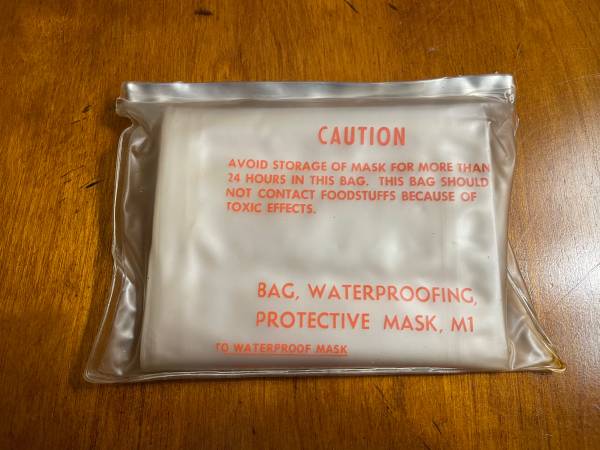 CAUTION
AVOID STORAGE OF MASK FOR MORE THAN
24 HOURS IN THIS BAG. THIS BAG SHOULD
NOT CONTACT FOODSTUFFS BECAUSE OF
TOXIC EFFECTS.
BAG, WATERPROOFING,
PROTECTIVE MASK, M1
TO WATERPROOF MASK